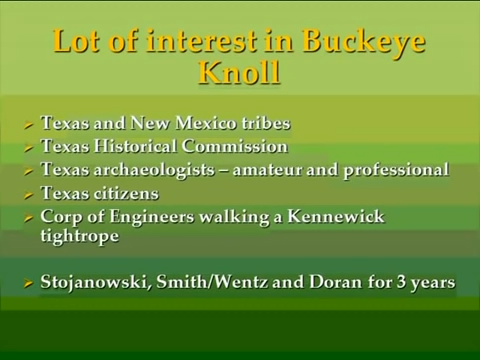 Lot of interest in Buckeye
Knoll
Texas and New Mexico tribes
Texas Historical Commission
Texas archaeologists – amateur and professional
Texas citizens
Corp of Engineers walking a Kennewick
tightrope
Stojanowski, Smith/Wentz and Doran for 3 years